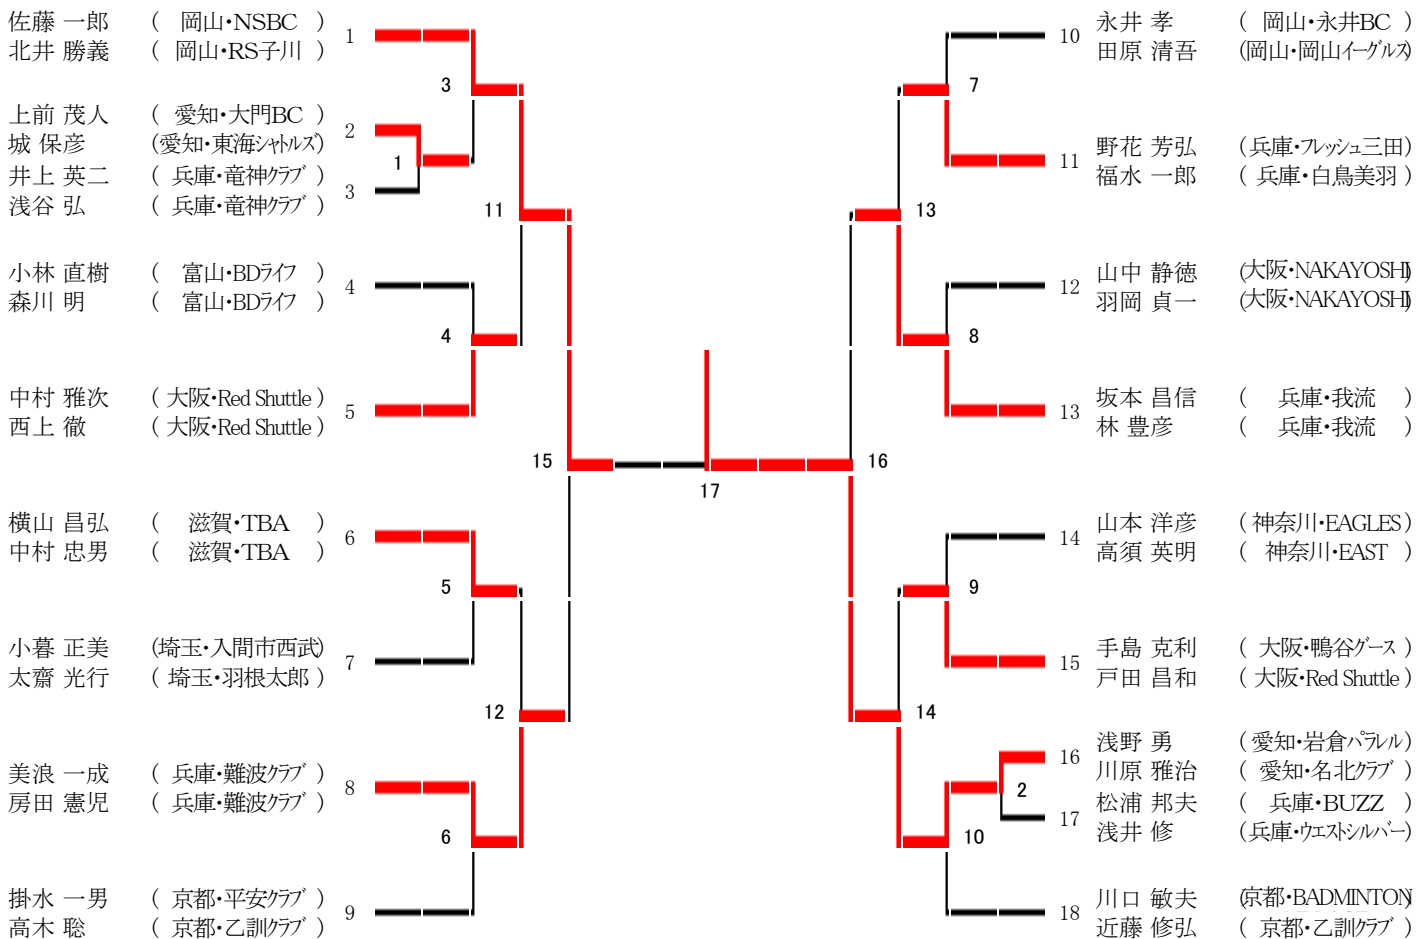 佐藤 一郎 ( 岡山・NSBC )
北井 勝義 ( 岡山・RS子川 )
1
3
上前 茂人 ( 愛知・大門BC )
城 保彦 (愛知・東海シャトルズ)
2
1
井上 英二 ( 兵庫・竜神クラブ )
浅谷 弘 ( 兵庫・竜神クラブ )
3
11
小林 直樹 ( 富山・BDライフ )
森川 明 ( 富山・BDライフ )
4
4
中村 雅次 ( 大阪・Red Shuttle )
西上 徹 ( 大阪・Red Shuttle )
5
15
横山 昌弘 ( 滋賀・TBA )
中村 忠男 ( 滋賀・TBA )
6
5
小暮 正美 (埼玉・入間市西武)
太齋 光行 ( 埼玉・羽根太郎 )
7
12
美浪 一成 ( 兵庫・難波クラブ )
房田 憲児 ( 兵庫・難波クラブ )
8
6
掛水 一男 ( 京都・平安クラブ )
高木 聡 ( 京都・乙訓クラブ )
9
17
10
永井 孝 ( 岡山・永井BC )
田原 清吾 (岡山・岡山イーグルス)
7
11
野花 芳弘 (兵庫・フレッシュ三田)
福水 一郎 ( 兵庫・白鳥美羽 )
13
12
山中 静徳 (大阪・NAKAYOSHI)
羽岡 貞一 (大阪・NAKAYOSHI)
8
13
坂本 昌信 ( 兵庫・我流 )
林 豊彦 ( 兵庫・我流 )
16
14
山本 洋彦 ( 神奈川・EAGLES )
高須 英明 ( 神奈川・EAST )
9
15
手島 克利 ( 大阪・鴨谷グース )
戸田 昌和 ( 大阪・Red Shuttle )
14
16
浅野 勇 ( 愛知・岩倉パラレル)
川原 雅治 ( 愛知・名北クラブ )
2
17
松浦 邦夫 ( 兵庫・BUZZ )
浅井 修 (兵庫・ウエストシルバー)
10
18
川口 敏夫 (京都・BADMINTON
近藤 修弘 ( 京都・乙訓クラブ )